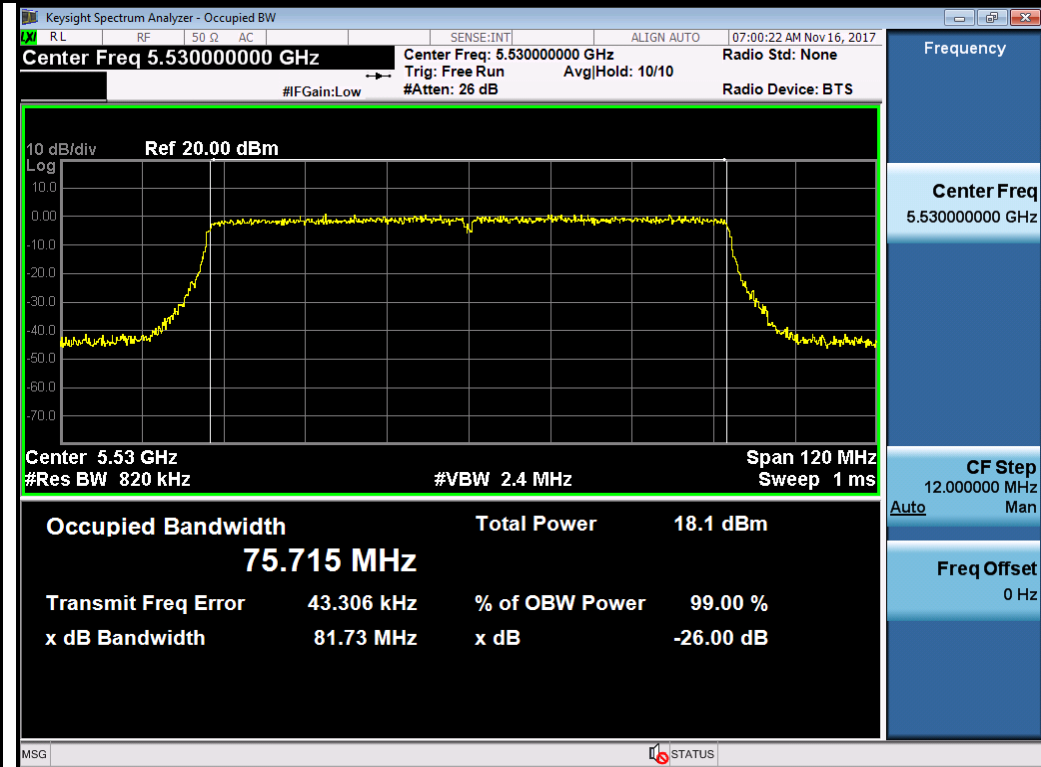 Keysight Spectrum Analyzer - Occupied BW
LXI RL RF 50 Ω AC SENSE:INT ALIGN AUTO 07:00:22 AM Nov 16, 2017
Center Freq 5.530000000 GHz
Center Freq: 5.530000000 GHz
Radio Std: None
Trig: Free Run Avg|Hold: 10/10
#IFGain:Low
#Atten: 26 dB
Radio Device: BTS
10 dB/div Ref 20.00 dBm
Log
10.0
0.00
-10.0
-20.0
-30.0
-40.0
-50.0
-60.0
-70.0
Center 5.53 GHz Span 120 MHz
#Res BW 820 kHz #VBW 2.4 MHz Sweep 1 ms
Occupied Bandwidth Total Power 18.1 dBm
75.715 MHz
Transmit Freq Error 43.306 kHz % of OBW Power 99.00 %
x dB Bandwidth 81.73 MHz x dB -26.00 dB
Frequency
Center Freq
5.530000000 GHz
CF Step
12.000000 MHz
Auto Man
Freq Offset
0 Hz
MSG STATUS